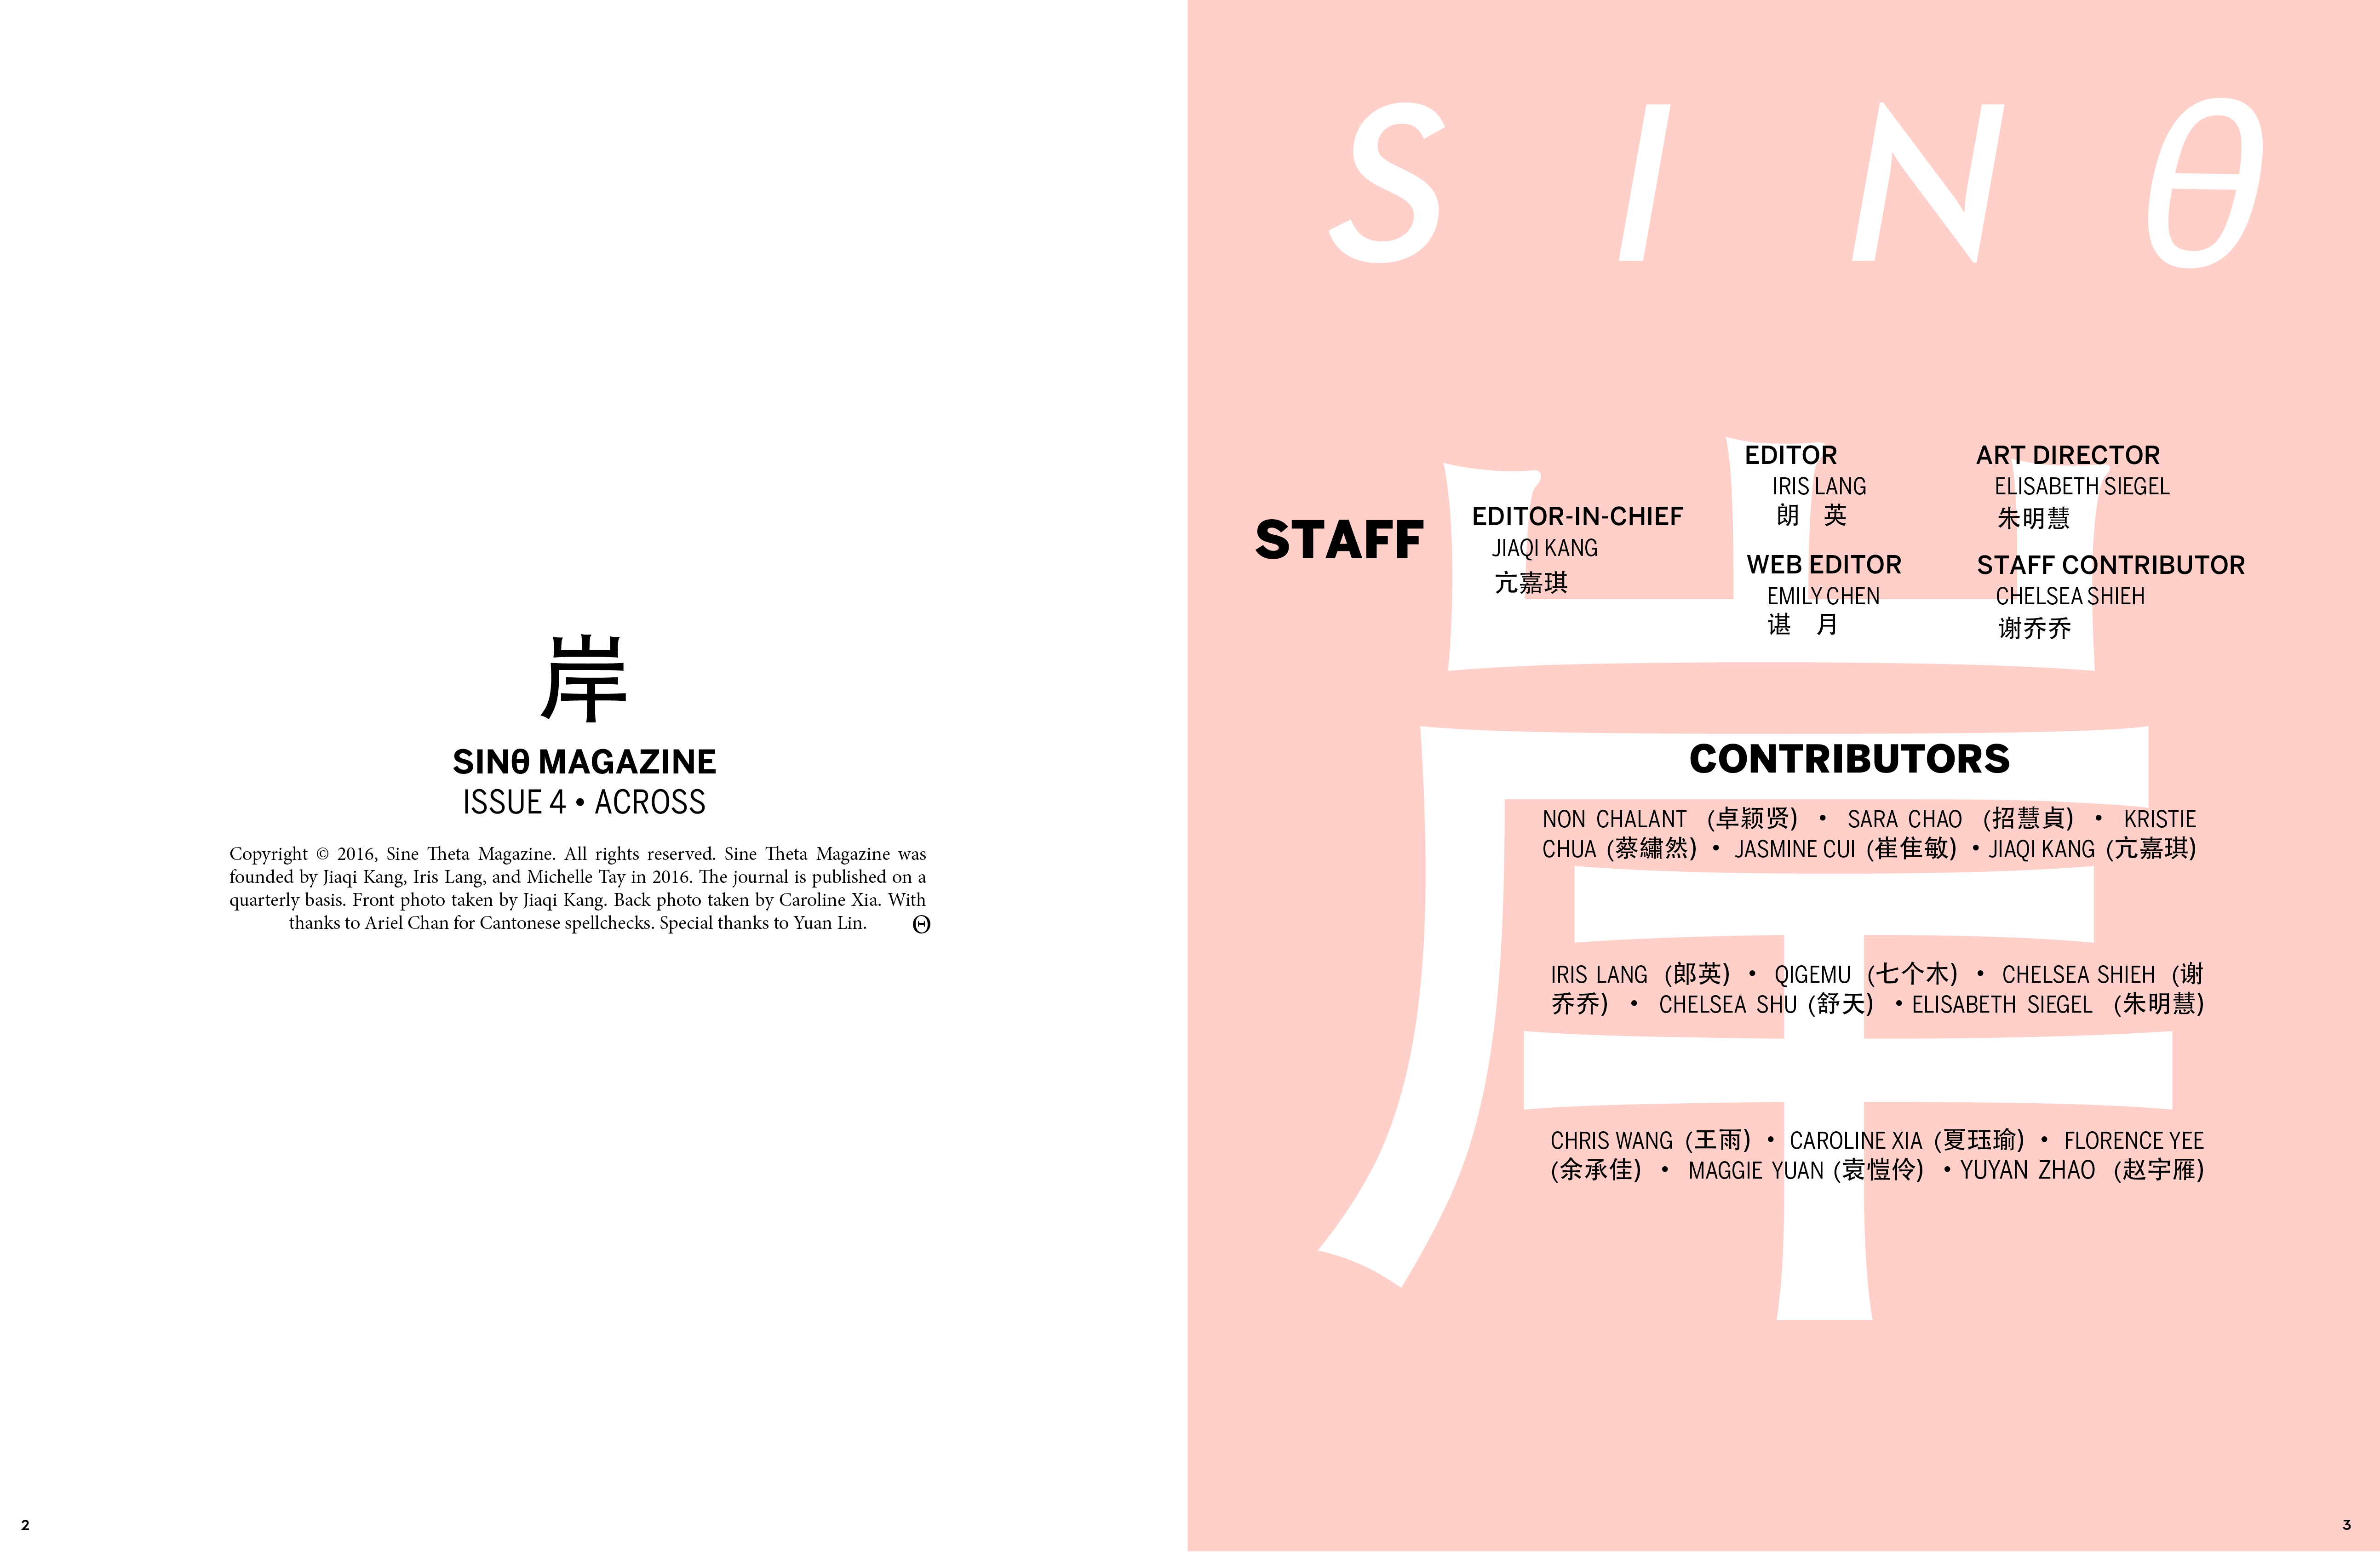 岸
SINθ MAGAZINE
ISSUE 4 • ACROSS
Copyright © 2016, Sine Theta Magazine. All rights reserved. Sine Theta Magazine was
founded by Jiaqi Kang, Iris Lang, and Michelle Tay in 2016. The journal is published on a
quarterly basis. Front photo taken by Jiaqi Kang. Back photo taken by Caroline Xia. With
thanks to Ariel Chan for Cantonese spellchecks. Special thanks to Yuan Lin. Θ
2
SINθ
岸
STAFF
EDITOR-IN-CHIEF
JIAQI KANG
亢嘉琪
EDITOR
IRIS LANG
朗 英
WEB EDITOR
EMILY CHEN
谌 月
ART DIRECTOR
ELISABETH SIEGEL
朱明慧
STAFF CONTRIBUTOR
CHELSEA SHIEH
谢乔乔
CONTRIBUTORS
NON CHALANT (卓颖贤) • SARA CHAO (招慧貞) • KRISTIE
CHUA (蔡繡然) • JASMINE CUI (崔隹敏) • JIAQI KANG (亢嘉琪)
IRIS LANG (郎英) • QIGEMU (七个木) • CHELSEA SHIEH (谢
乔乔) • CHELSEA SHU (舒天) • ELISABETH SIEGEL (朱明慧)
CHRIS WANG (王雨) • CAROLINE XIA (夏珏瑜) • FLORENCE YEE
(余承佳) • MAGGIE YUAN (袁愷伶) • YUYAN ZHAO (赵宇雁)
3